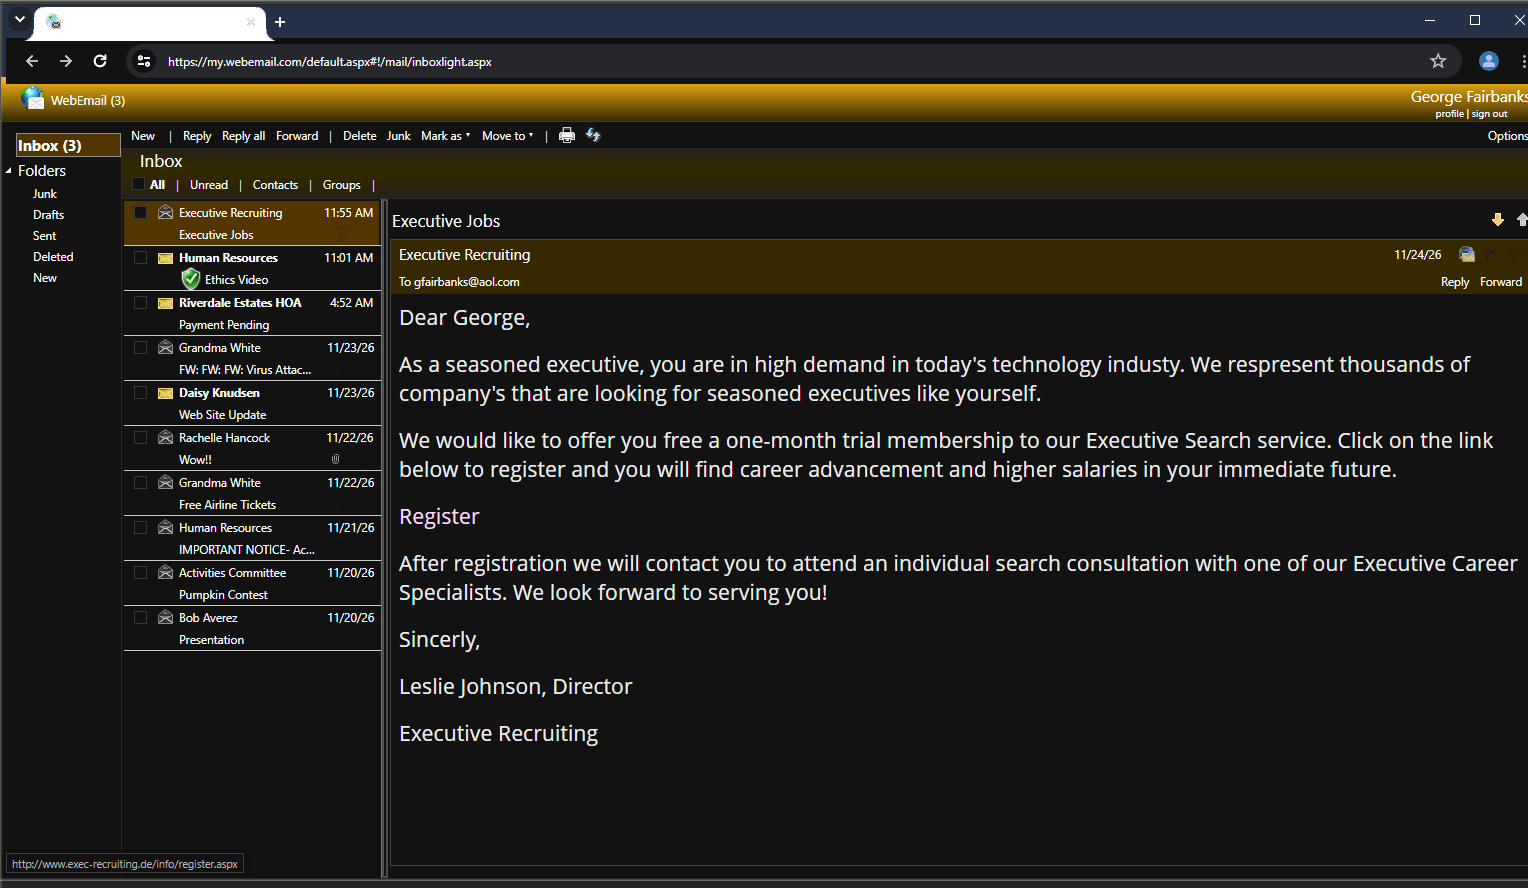 https://my.webemail.com/default.aspx#!/mail/inboxlight.aspx
WebEmail (3)
George Fairbanks
profile | sign out
New | Reply Reply all Forward | Delete Junk Mark as Move to |
Options
Inbox (3)
Folders
Junk
Drafts
Sent
Deleted
New
Inbox
All | Unread | Contacts | Groups |
Executive Recruiting 11:55 AM
Executive Jobs
Human Resources 11:01 AM
Ethics Video
Riverdale Estates HOA 4:52 AM
Payment Pending
Grandma White 11/23/26
FW: FW: FW: Virus Attac...
Daisy Knudsen 11/23/26
Web Site Update
Rachelle Hancock 11/22/26
Wow!!
Grandma White 11/22/26
Free Airline Tickets
Human Resources 11/21/26
IMPORTANT NOTICE- Ac...
Activities Committee 11/20/26
Pumpkin Contest
Bob Averez 11/20/26
Presentation
Executive Jobs
Executive Recruiting 11/24/26
To gfairbanks@aol.com Reply Forward
Dear George,
As a seasoned executive, you are in high demand in today's technology industy. We respresent thousands of
company's that are looking for seasoned executives like yourself.
We would like to offer you free a one-month trial membership to our Executive Search service. Click on the link
below to register and you will find career advancement and higher salaries in your immediate future.
Register
After registration we will contact you to attend an individual search consultation with one of our Executive Career
Specialists. We look forward to serving you!
Sincerly,
Leslie Johnson, Director
Executive Recruiting
http://www.exec-recruiting.de/info/register.aspx